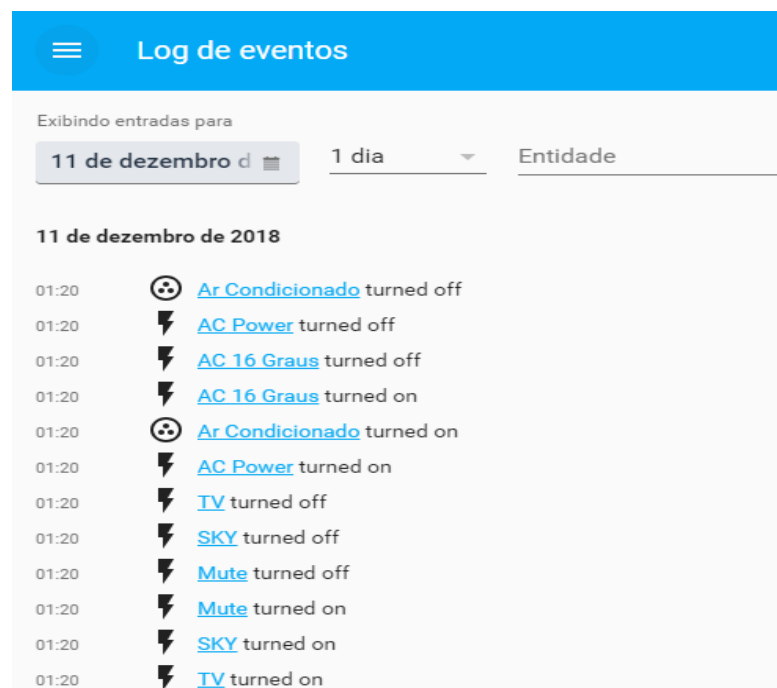 Log de eventos
Exibindo entradas para
11 de dezembro d
1 dia
Entidade
11 de dezembro de 2018
01:20 Ar Condicionado turned off
01:20 AC Power turned off
01:20 AC 16 Graus turned off
01:20 AC 16 Graus turned on
01:20 Ar Condicionado turned on
01:20 AC Power turned on
01:20 TV turned off
01:20 SKY turned off
01:20 Mute turned off
01:20 Mute turned on
01:20 SKY turned on
01:20 TV turned on